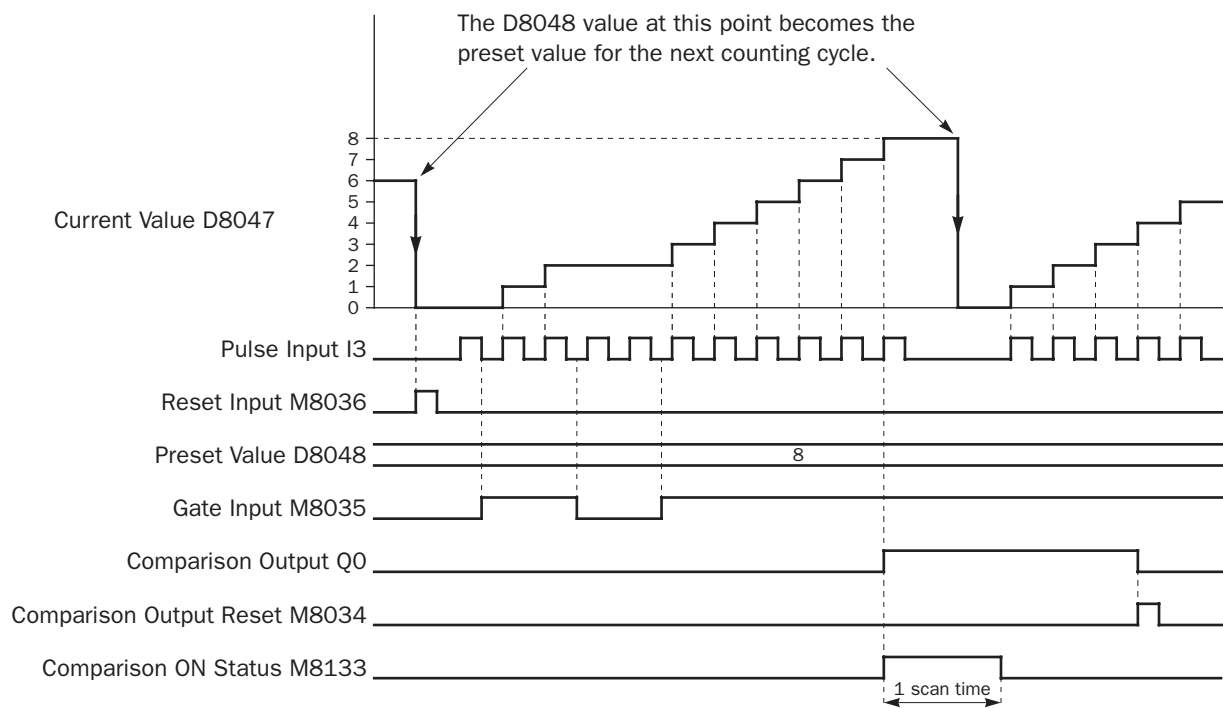 The D8048 value at this point becomes the
preset value for the next counting cycle.
8
7
6
5
4
3
2
1
0
Current Value D8047
Pulse Input I3
Reset Input M8036
Preset Value D8048
8
Gate Input M8035
Comparison Output Q0
Comparison Output Reset M8034
Comparison ON Status M8133
1 scan time